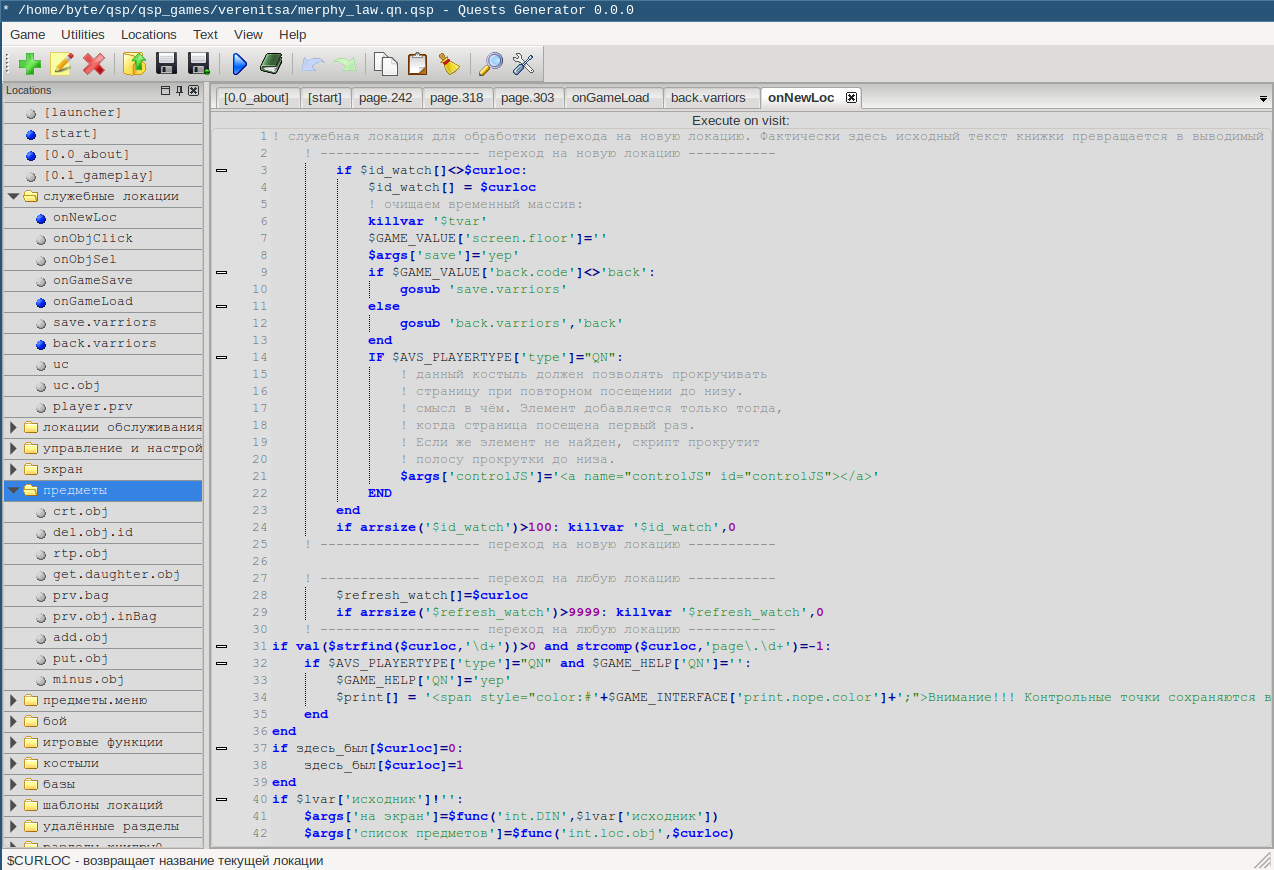 * /home/byte/qsp/qsp_games/verenitsa/merphy_law.qn.qsp - Quests Generator 0.0.0
Game Utilities Locations Text View Help
Locations
[launcher]
[start]
[0.0_about]
[0.1_gameplay]
служебные локации
onNewLoc
onObjClick
onObjSel
onGameSave
onGameLoad
save.varriors
back.varriors
uc
uc.obj
player.prv
локации обслуживания
управление и настрой
экран
предметы
crt.obj
del.obj.id
rtp.obj
get.daughter.obj
prv.bag
prv.obj.inBag
add.obj
put.obj
minus.obj
предметы.меню
бой
игровые функции
костыли
базы
шаблоны локаций
удалённые разделы
[0.0_about] [start] page.242 page.318 page.303 onGameLoad back.varriors onNewLoc
Execute on visit:
1 ! служебная локация для обработки перехода на новую локацию. Фактически здесь исходный текст книжки превращается в выводимый
2 ! -------------------- переход на новую локацию -----------
3 if $id_watch[]<>$curloc:
4 $id_watch[] = $curloc
5 ! очищаем временный массив:
6 killvar '$tvar'
7 $GAME_VALUE['screen.floor']=''
8 $args['save']='yep'
9 if $GAME_VALUE['back.code']<>'back':
10 gosub 'save.varriors'
11 else
12 gosub 'back.varriors','back'
13 end
14 IF $AVS_PLAYERTYPE['type']="QN":
15 ! данный костыль должен позволять прокручивать
16 ! страницу при повторном посещении до низу.
17 ! смысл в чём. Элемент добавляется только тогда,
18 ! когда страница посещена первый раз.
19 ! Если же элемент не найден, скрипт прокрутит
20 ! полосу прокрутки до низа.
21 $args['controlJS']='<a name="controlJS" id="controlJS"></a>'
22 END
23 end
24 if arrsize('$id_watch')>100: killvar '$id_watch',0
25 ! -------------------- переход на новую локацию -----------
26
27 ! -------------------- переход на любую локацию -----------
28 $refresh_watch[]=$curloc
29 if arrsize('$refresh_watch')>9999: killvar '$refresh_watch',0
30 ! -------------------- переход на любую локацию -----------
31 if val($strfind($curloc,'\d+'))>0 and strcomp($curloc,'page\.\d+')=-1:
32 if $AVS_PLAYERTYPE['type']="QN" and $GAME_HELP['QN']='':
33 $GAME_HELP['QN']='yep'
34 $print[] = '<span style="color:#'+$GAME_INTERFACE['print.nope.color']+';">Внимание!!! Контрольные точки сохраняются в
35 end
36 end
37 if здесь_был[$curloc]=0:
38 здесь_был[$curloc]=1
39 end
40 if $lvar['исходник']!'':
41 $args['на экран']=$func('int.DIN',$lvar['исходник'])
42 $args['список предметов']=$func('int.loc.obj',$curloc)
$CURLOC - возвращает название текущей локации